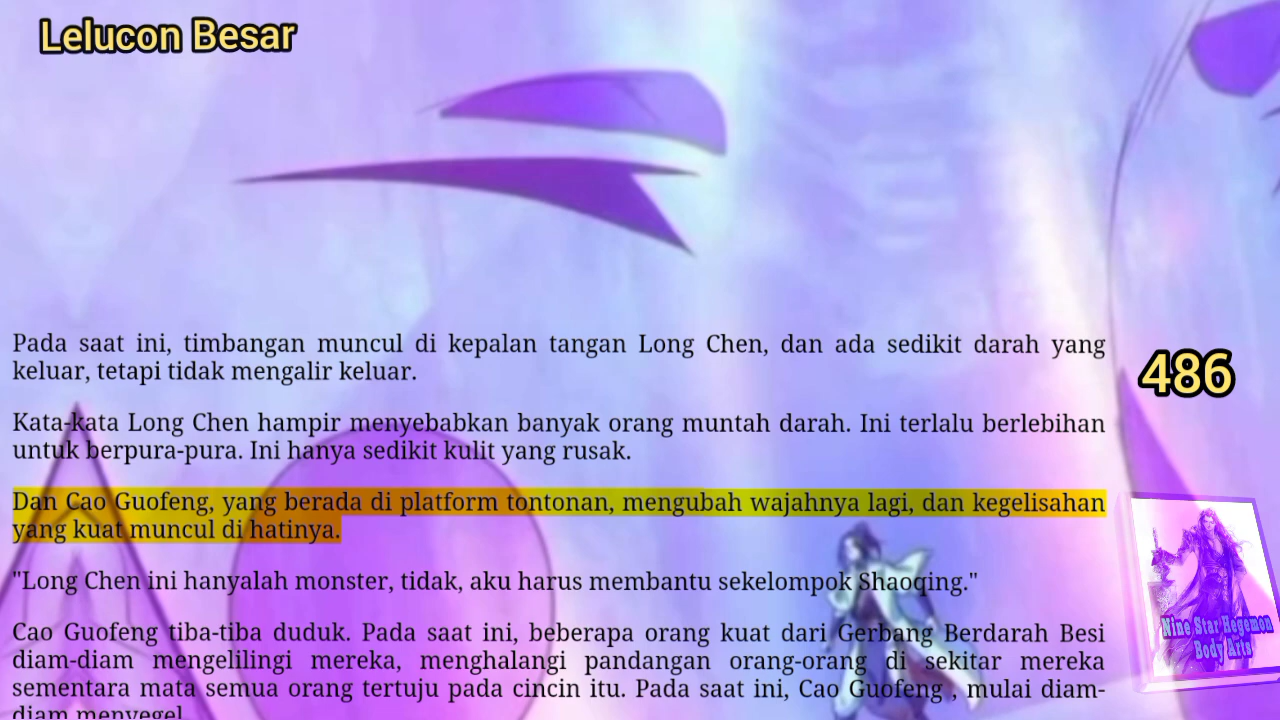 Lelucon Besar
Pada saat ini, timbangan muncul di kepalan tangan Long Chen, dan ada sedikit darah yang
keluar, tetapi tidak mengalir keluar.
Kata-kata Long Chen hampir menyebabkan banyak orang muntah darah. Ini terlalu berlebihan
untuk berpura-pura. Ini hanya sedikit kulit yang rusak.
Dan Cao Guofeng, yang berada di platform tontonan, mengubah wajahnya lagi, dan kegelisahan
yang kuat muncul di hatinya.
"Long Chen ini hanyalah monster, tidak, aku harus membantu sekelompok Shaoqing."
Cao Guofeng tiba-tiba duduk. Pada saat ini, beberapa orang kuat dari Gerbang Berdarah Besi
diam-diam mengelilingi mereka, menghalangi pandangan orang-orang di sekitar mereka
sementara mata semua orang tertuju pada cincin itu. Pada saat ini, Cao Guofeng , mulai diam-
diam menyegel
486
Nine Star Hegemon
Body Arts